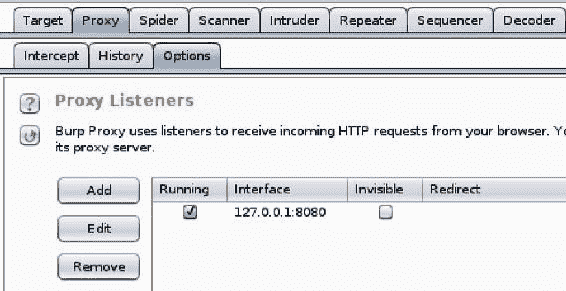 Target Proxy Spider Scanner Intruder Repeater Sequencer Decoder
Intercept History Options
? Proxy Listeners
Burp Proxy uses listeners to receive incoming HTTP requests from your browser. Yo
its proxy server.
Add Running Interface Invisible Redirect
127.0.0.1:8080
Edit
Remove